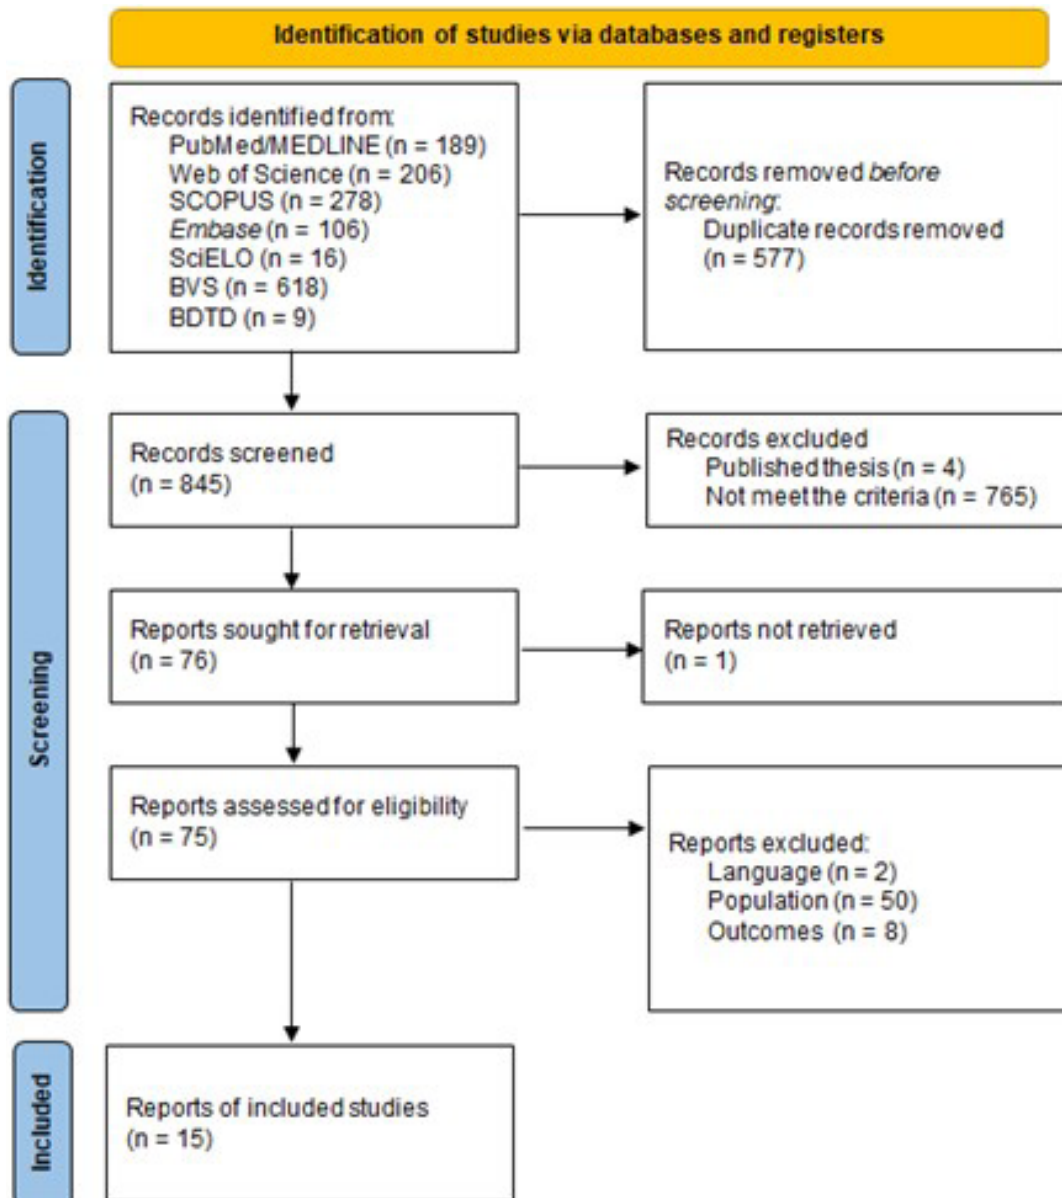 Identification of studies via databases and registers
Identification
Records identified from:
PubMed/MEDLINE (n = 189)
Web of Science (n = 206)
SCOPUS (n = 278)
Embase (n = 106)
SciELO (n = 16)
BVS (n = 618)
BDTD (n = 9)
Records removed before
screening:
Duplicate records removed
(n = 577)
Screening
Records screened
(n = 845)
Records excluded
Published thesis (n = 4)
Not meet the criteria (n = 765)
Reports sought for retrieval
(n = 76)
Reports not retrieved
(n = 1)
Reports assessed for eligibility
(n = 75)
Reports excluded:
Language (n = 2)
Population (n = 50)
Outcomes (n = 8)
Included
Reports of included studies
(n = 15)